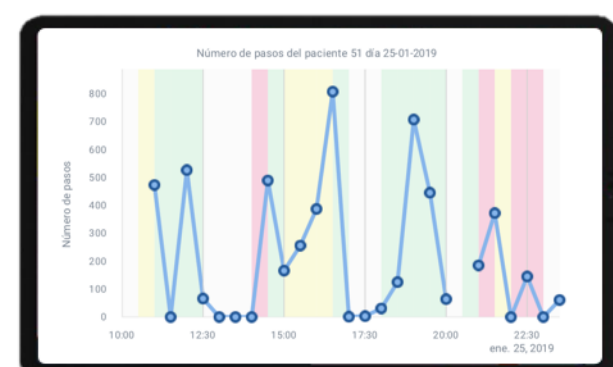 Número de pasos del paciente 51 día 25-01-2019
800
700
600
500
400
300
200
100
0
Número de pasos
10:00 12:30 15:00 17:30 20:00 22:30
ene. 25, 2019